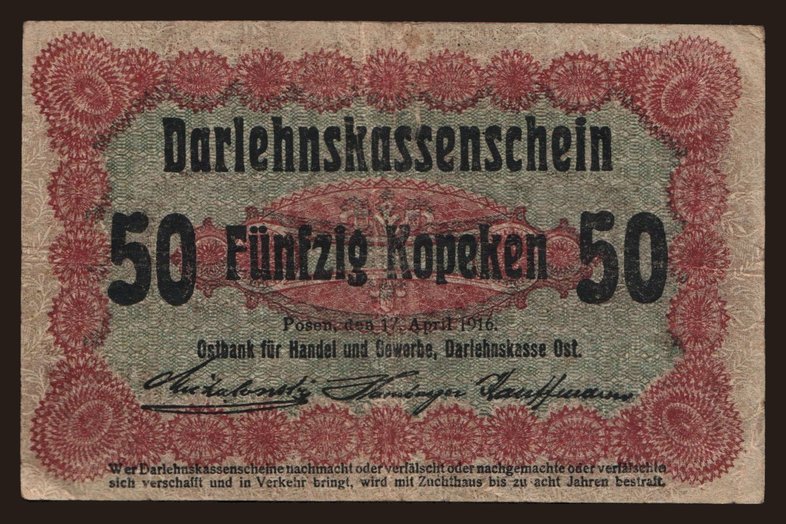 Darlehnskassenschein
50 Fünfzig Kopeken 50
Posen, den 17. April 1916.
Ostbank für Handel und Gewerbe, Darlehnskasse Ost.
Kauffmann
Wer Darlehnskassenscheine nachmacht oder verfälscht oder nachgemachte oder verfälschte
sich verschafft und in Verkehr bringt, wird mit Zuchthaus bis zu acht Jahren bestraft.